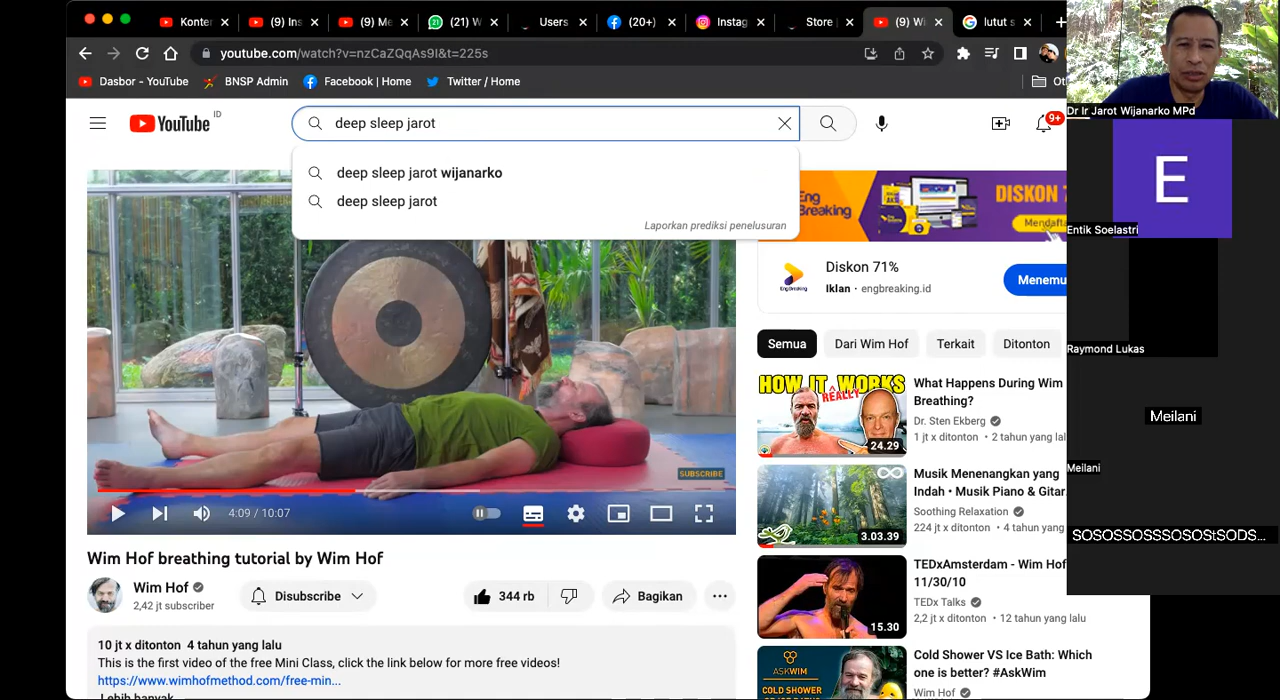 Konter
(9) Ins
(9) Me
(21) W
Users
(20+)
Instag
Store
(9) Wi
lutut s
youtube.com/watch?v=nzCaZQqAs9I&t=225s
Dasbor - YouTube
BNSP Admin
Facebook | Home
Twitter / Home
YouTube ID
deep sleep jarot
9+
deep sleep jarot wijanarko
deep sleep jarot
Laporkan prediksi penelusuran
Eng
Breaking
DISKON 7
Mendafta
Diskon 71%
Iklan · engbreaking.id
Menemu
Semua
Dari Wim Hof
Terkait
Ditonton
SUBSCRIBE
4:09 / 10:07
Wim Hof breathing tutorial by Wim Hof
Wim Hof
2,42 jt subscriber
Disubscribe
344 rb
Bagikan
10 jt x ditonton 4 tahun yang lalu
This is the first video of the free Mini Class, click the link below for more free videos!
https://www.wimhofmethod.com/free-min...
Lebih banyak
HOW IT REALLY WORKS
24.29
What Happens During Wim
Breathing?
Dr. Sten Ekberg
1 jt x ditonton • 2 tahun yang lal
3.03.39
Musik Menenangkan yang
Indah • Musik Piano & Gitar
Soothing Relaxation
224 jt x ditonton • 4 tahun yang
15.30
TEDxAmsterdam - Wim Hof
11/30/10
TEDx Talks
2,2 jt x ditonton • 12 tahun yang lalu
ASKWIM
COLD SHOWER
Cold Shower VS Ice Bath: Which
one is better? #AskWim
Wim Hof
Dr Ir Jarot Wijanarko MPd
E
Entik Soelastri
Raymond Lukas
Meilani
Meilani
SOSOSSOSSSOSOStSODS...